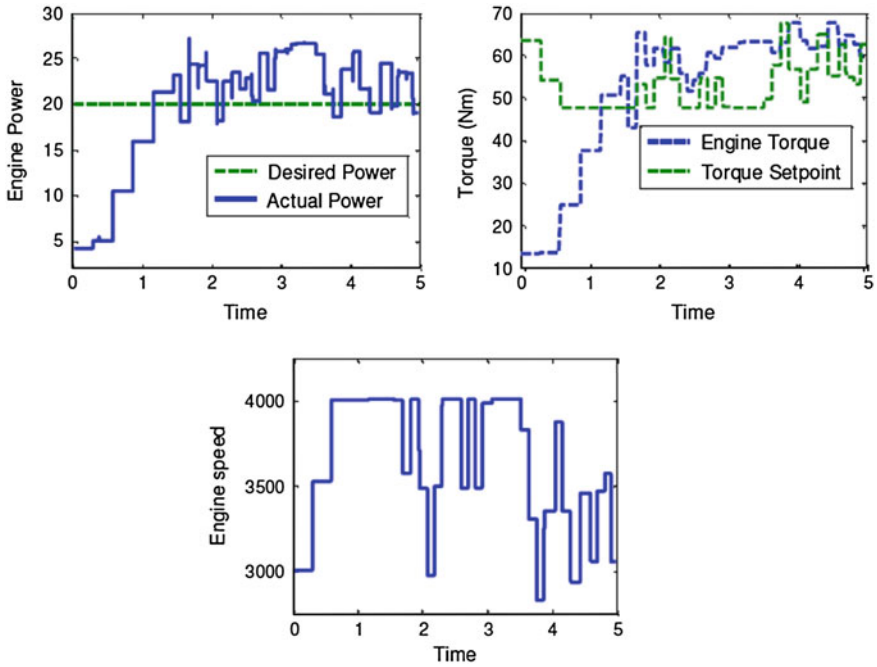 30
25
20
15
10
5
Engine Power
Desired Power
Actual Power
0 1 2 3 4 5
Time
70
60
50
40
30
20
10
Torque (Nm)
Engine Torque
Torque Setpoint
0 1 2 3 4 5
Time
4000
3500
3000
Engine speed
0 1 2 3 4 5
Time